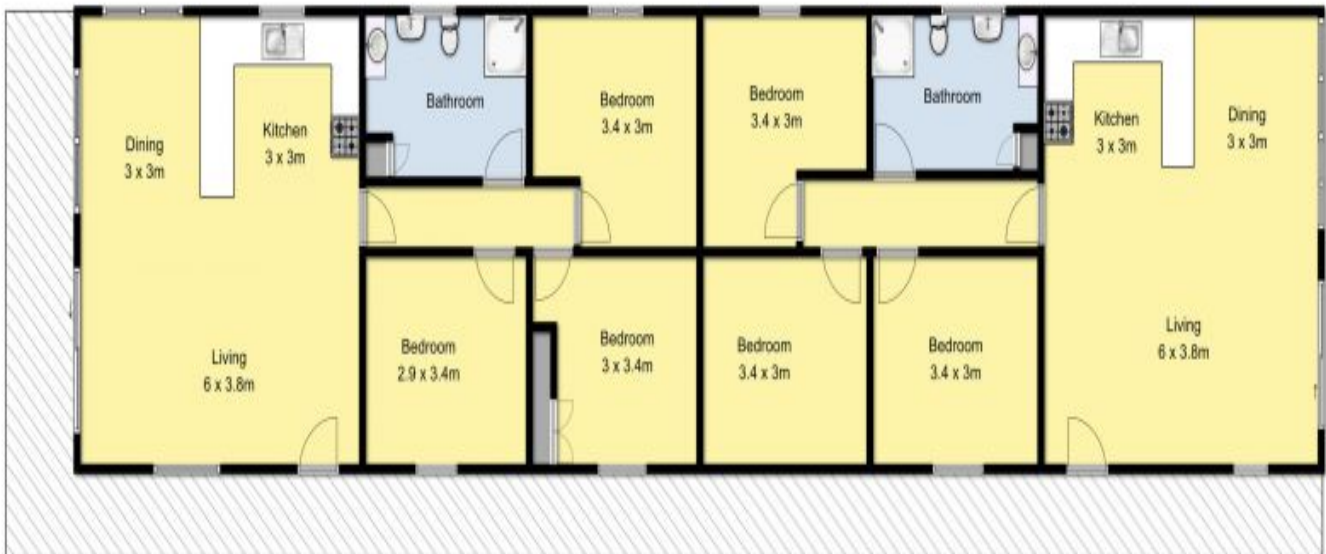 Dining
3 x 3m
Kitchen
3 x 3m
Bathroom
Bedroom
3.4 x 3m
Bedroom
3.4 x 3m
Bathroom
Kitchen
3 x 3m
Dining
3 x 3m
Living
6 x 3.8m
Bedroom
2.9 x 3.4m
Bedroom
3 x 3.4m
Bedroom
3.4 x 3m
Bedroom
3.4 x 3m
Living
6 x 3.8m